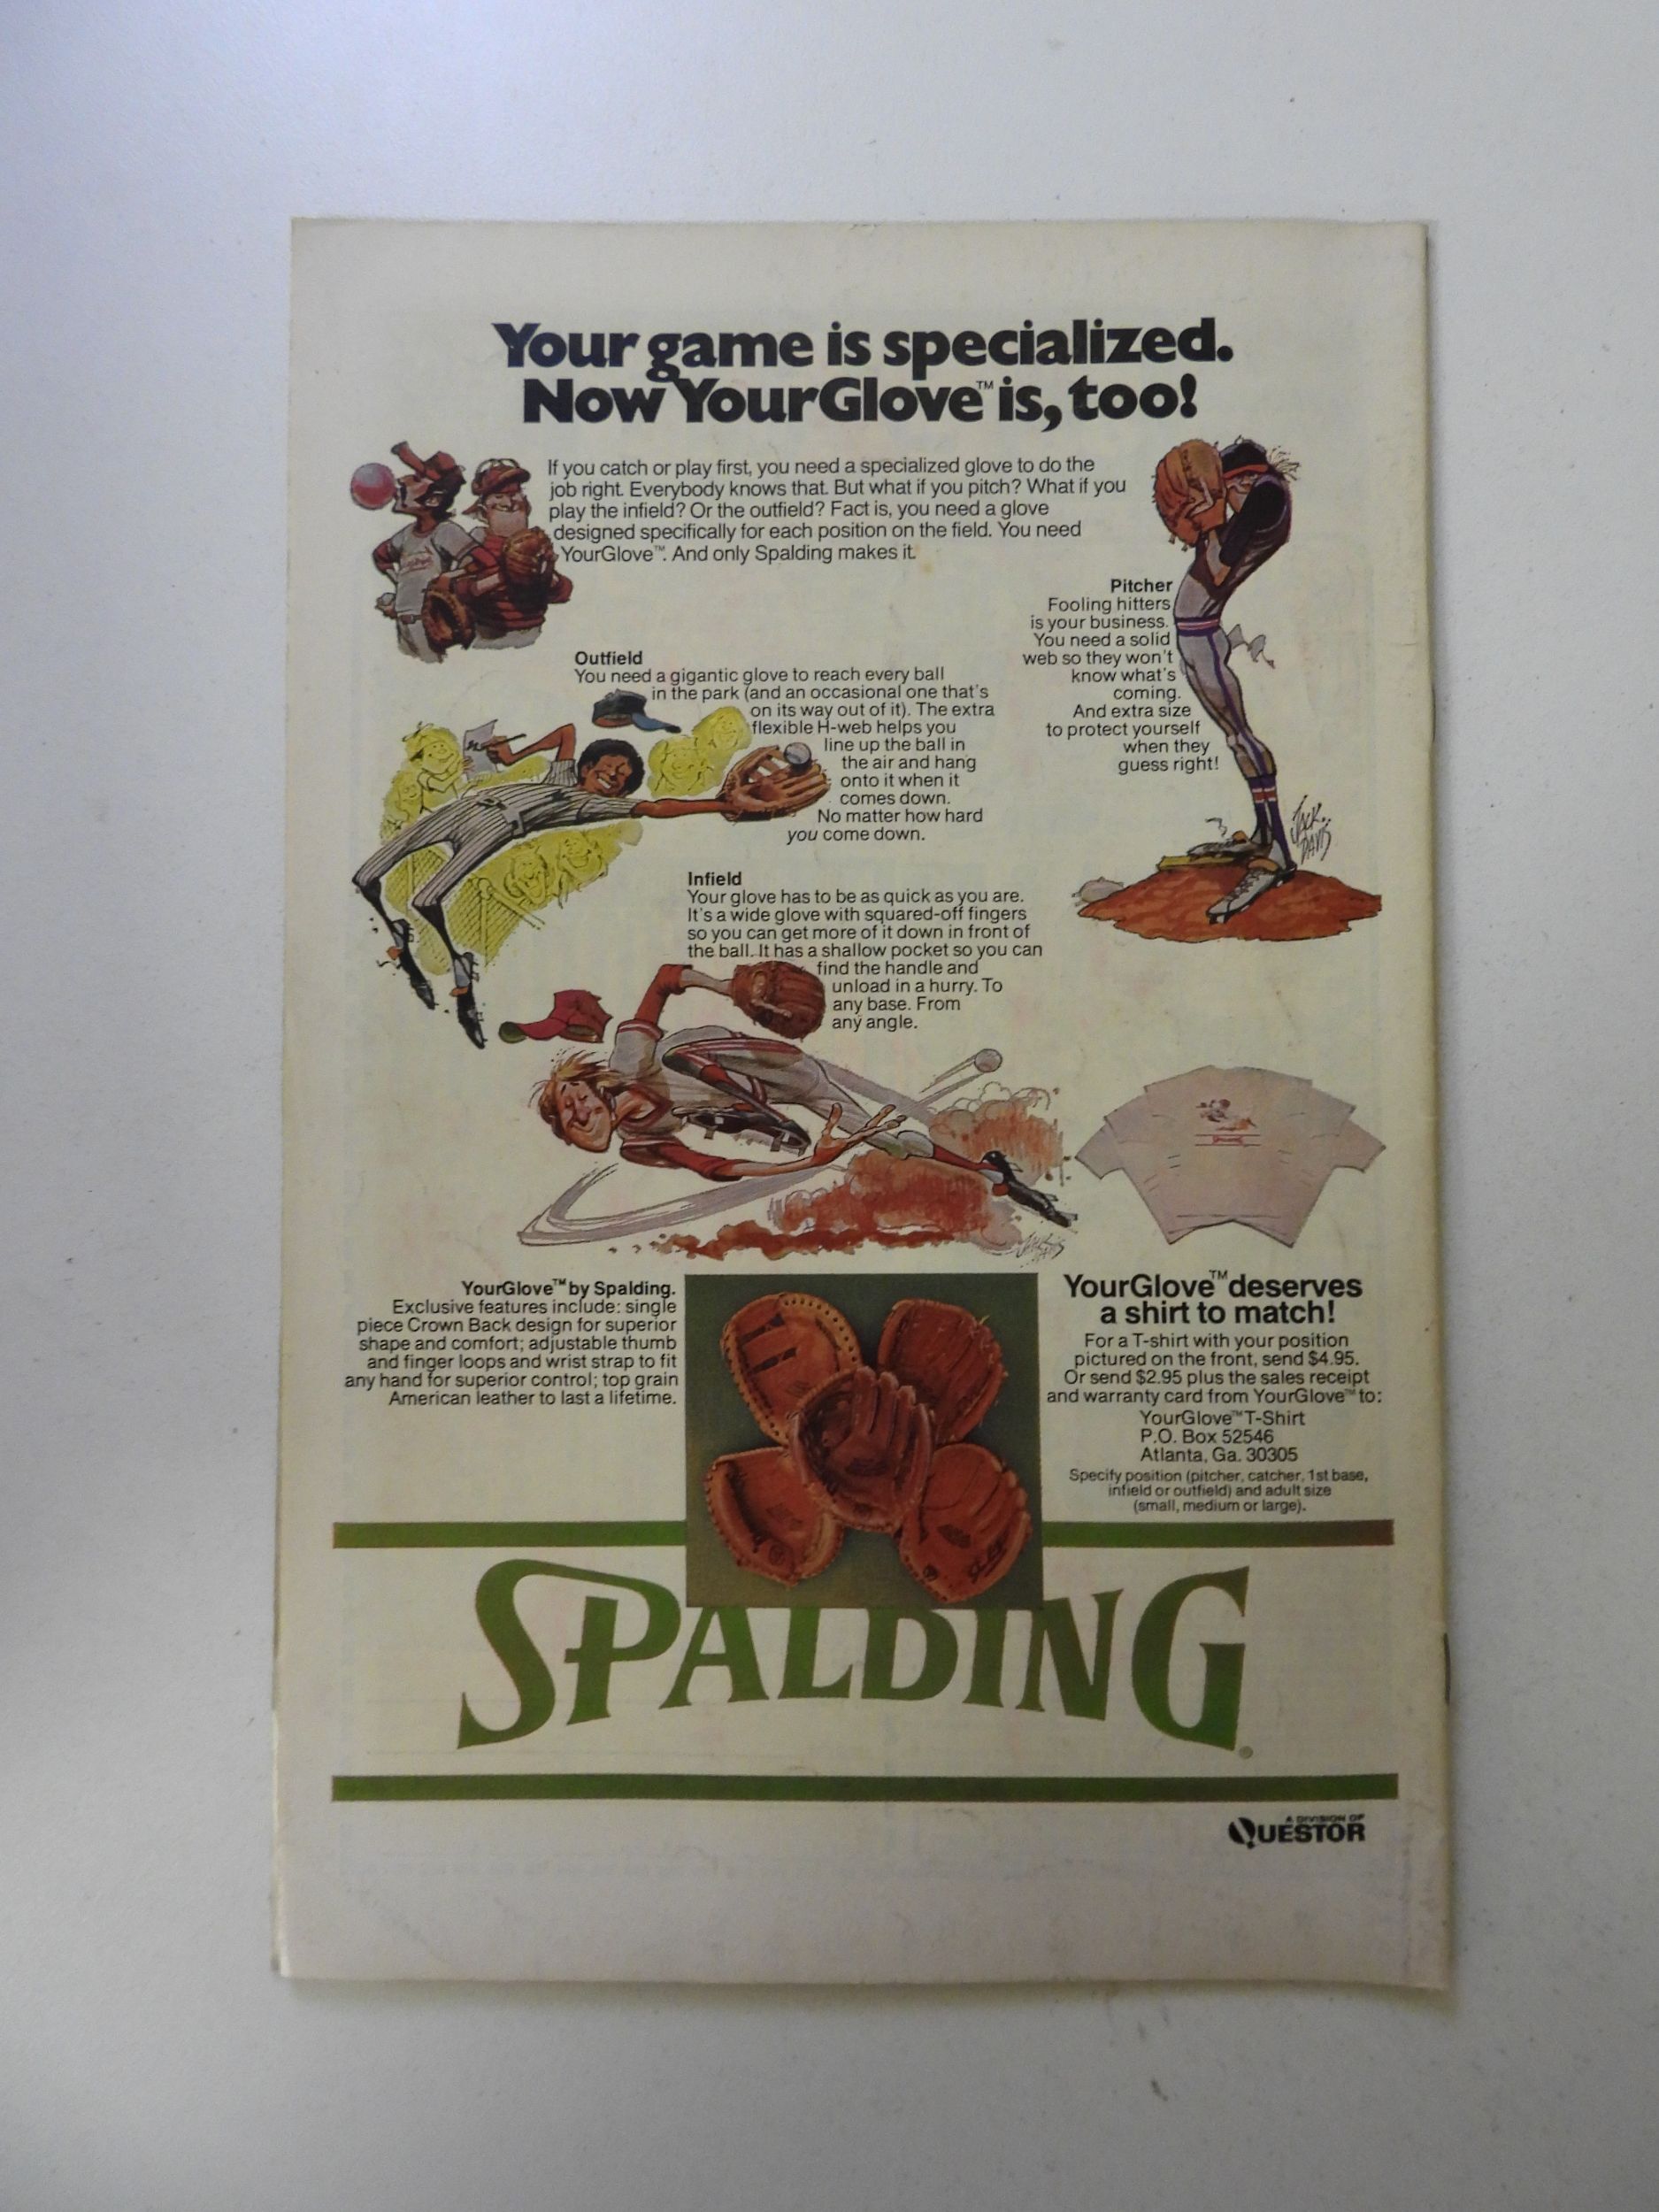 Your game is specialized.
Now YourGlove™ is, too!
If you catch or play first, you need a specialized glove to do the
job right. Everybody knows that. But what if you pitch? What if you
play the infield? Or the outfield? Fact is, you need a glove
designed specifically for each position on the field. You need
YourGlove™. And only Spalding makes it.
Pitcher
Fooling hitters
is your business.
You need a solid
web so they won't
know what's
coming.
And extra size
to protect yourself
when they
guess right!
JACK
DAVIS
Outfield
You need a gigantic glove to reach every ball
in the park (and an occasional one that's
on its way out of it). The extra
flexible H-web helps you
line up the ball in
the air and hang
onto it when it
comes down.
No matter how hard
you come down.
Infield
Your glove has to be as quick as you are.
It's a wide glove with squared-off fingers
so you can get more of it down in front of
the ball. It has a shallow pocket so you can
find the handle and
unload in a hurry. To
any base. From
any angle.
YourGlove™ by Spalding.
Exclusive features include: single
piece Crown Back design for superior
shape and comfort; adjustable thumb
and finger loops and wrist strap to fit
any hand for superior control; top grain
American leather to last a lifetime.
YourGlove™ deserves
a shirt to match!
For a T-shirt with your position
pictured on the front, send $4.95.
Or send $2.95 plus the sales receipt
and warranty card from YourGlove™ to:
YourGlove™ T-Shirt
P.O. Box 52546
Atlanta, Ga. 30305
Specify position (pitcher, catcher, 1st base,
infield or outfield) and adult size
(small, medium or large).
SPALDING
A DIVISION OF
QUESTOR